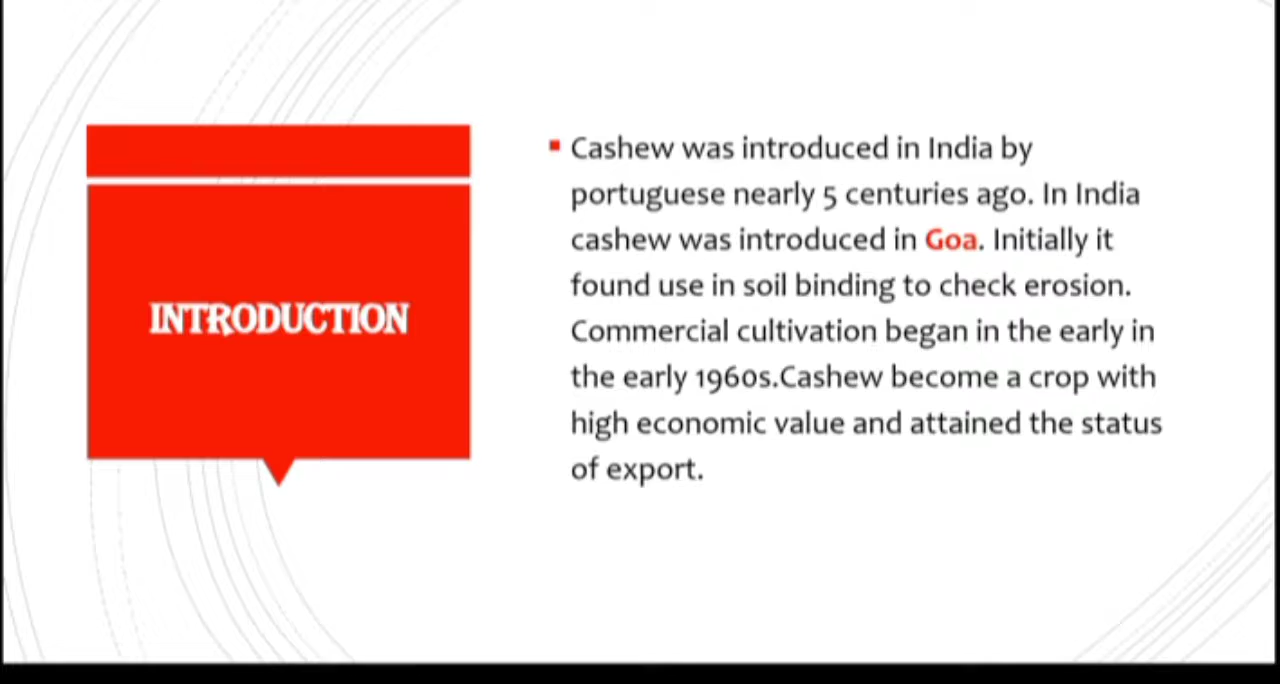 INTRODUCTION
Cashew was introduced in India by
portuguese nearly 5 centuries ago. In India
cashew was introduced in Goa. Initially it
found use in soil binding to check erosion.
Commercial cultivation began in the early in
the early 1960s.Cashew become a crop with
high economic value and attained the status
of export.